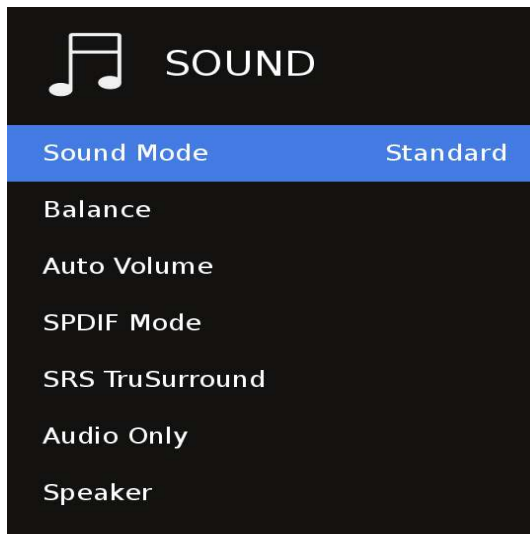 SOUND
Sound Mode Standard
Balance
Auto Volume
SPDIF Mode
SRS TruSurround
Audio Only
Speaker